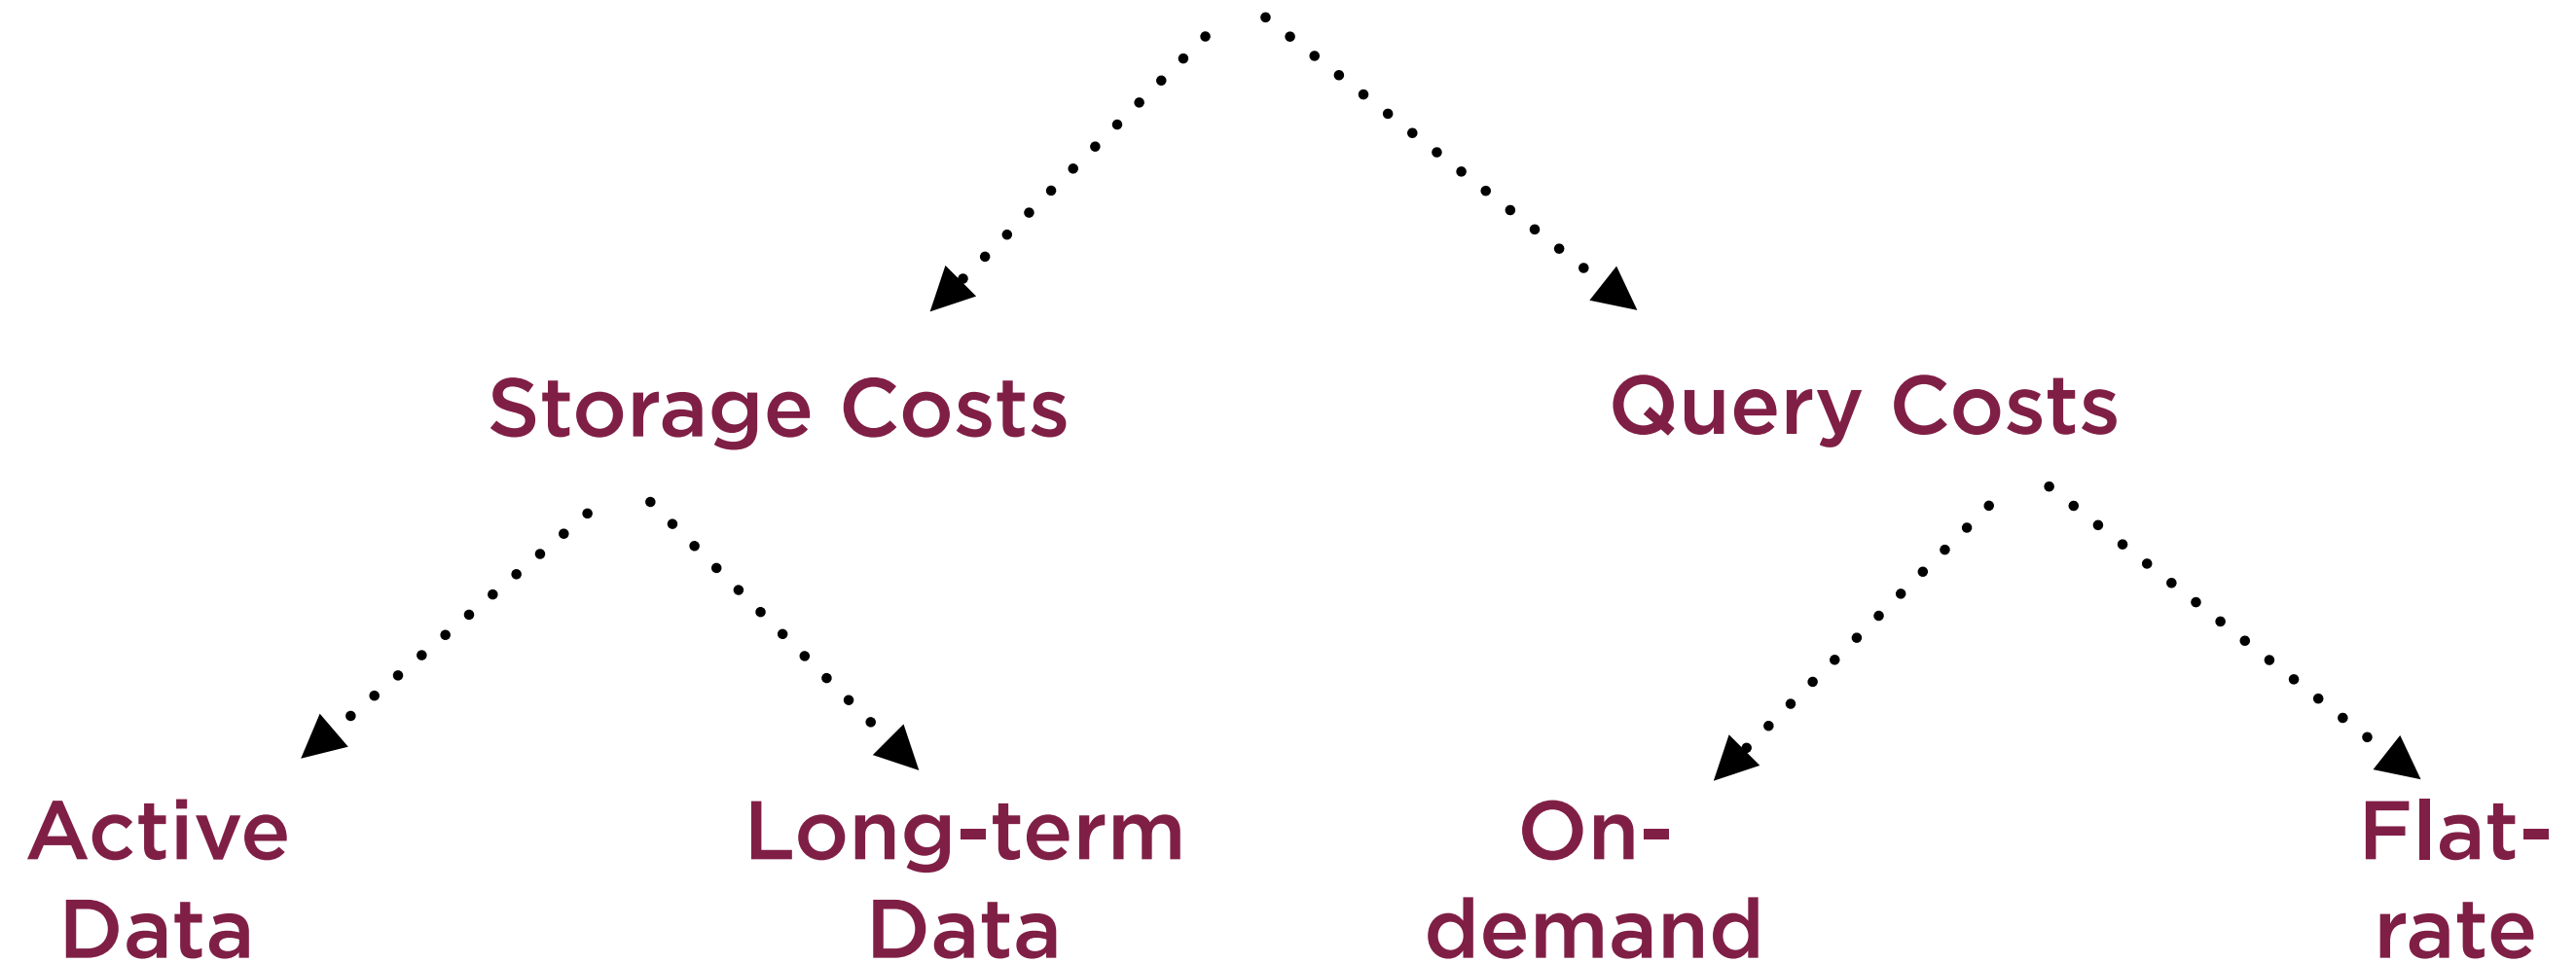 Storage Costs
Query Costs
Active
Data
Long-term
Data
On-
demand
Flat-
rate